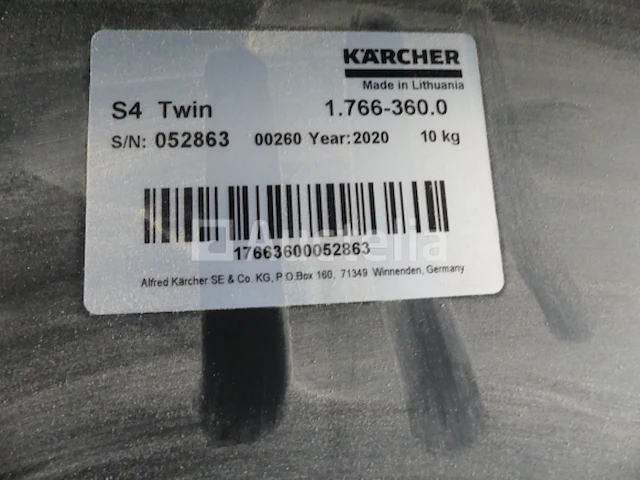 KÄRCHER
Made in Lithuania
S4 Twin 1.766-360.0
S/N: 052863 00260 Year: 2020 10 kg
17663600052863
Alfred Kärcher SE & Co. KG, P.O.Box 160, 71349 Winnenden, Germany